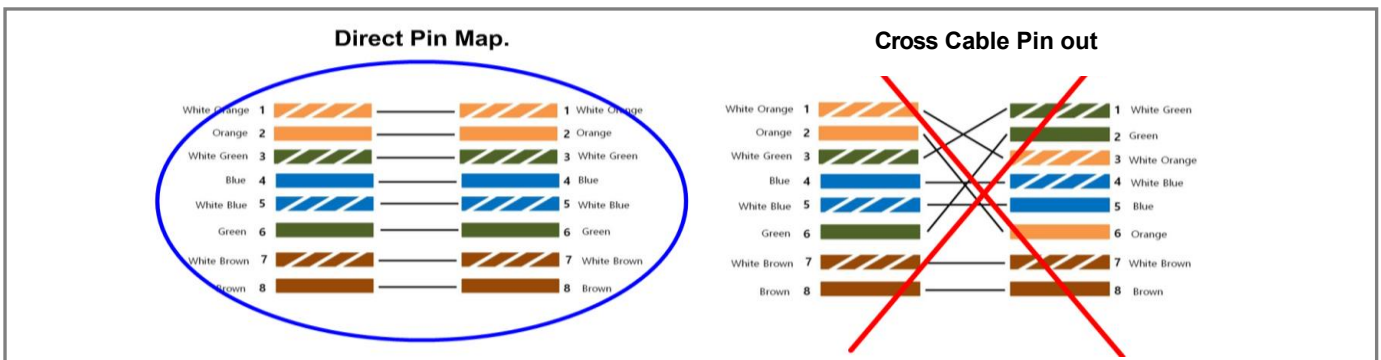 Direct Pin Map.
White Orange 1 1 White Orange
Orange 2 2 Orange
White Green 3 3 White Green
Blue 4 4 Blue
White Blue 5 5 White Blue
Green 6 6 Green
White Brown 7 7 White Brown
Brown 8 8 Brown
Cross Cable Pin out
White Orange 1 1 White Green
Orange 2 2 Green
White Green 3 3 White Orange
Blue 4 4 White Blue
White Blue 5 5 Blue
Green 6 6 Orange
White Brown 7 7 White Brown
Brown 8 8 Brown